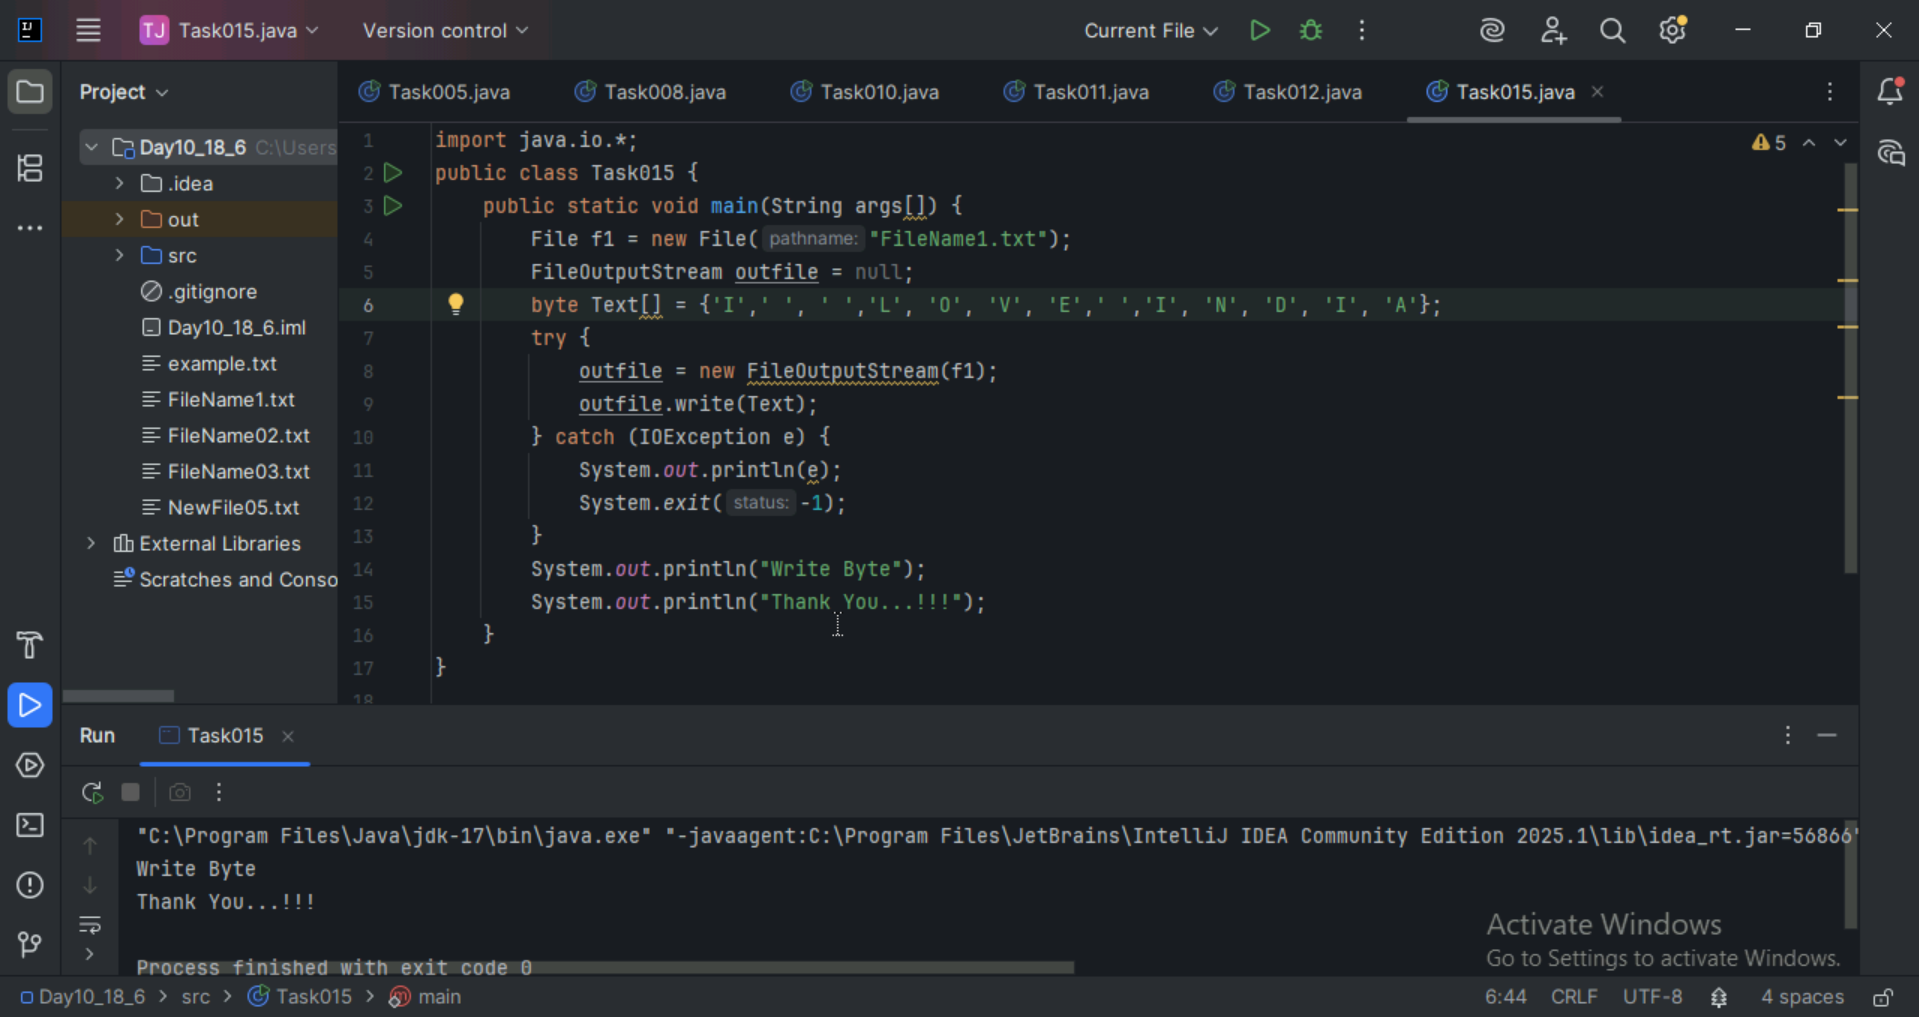 TJ Task015.java Version control Current File
Project
Task005.java Task008.java Task010.java Task011.java Task012.java Task015.java
Day10_18_6 C:\Users
.idea
out
src
.gitignore
Day10_18_6.iml
example.txt
FileName1.txt
FileName02.txt
FileName03.txt
NewFile05.txt
External Libraries
Scratches and Conso
5
1 import java.io.*;
2 public class Task015 {
3 public static void main(String args[]) {
4 File f1 = new File( pathname: "FileName1.txt");
5 FileOutputStream outfile = null;
6 byte Text[] = {'I',' ', ' ','L', 'O', 'V', 'E',' ','I', 'N', 'D', 'I', 'A'};
7 try {
8 outfile = new FileOutputStream(f1);
9 outfile.write(Text);
10 } catch (IOException e) {
11 System.out.println(e);
12 System.exit( status: -1);
13 }
14 System.out.println("Write Byte");
15 System.out.println("Thank You...!!!");
16 }
17 }
18
Run Task015
"C:\Program Files\Java\jdk-17\bin\java.exe" "-javaagent:C:\Program Files\JetBrains\IntelliJ IDEA Community Edition 2025.1\lib\idea_rt.jar=56866"
Write Byte
Thank You...!!!
Process finished with exit code 0
Activate Windows
Go to Settings to activate Windows.
Day10_18_6 > src > Task015 > main 6:44 CRLF UTF-8 4 spaces